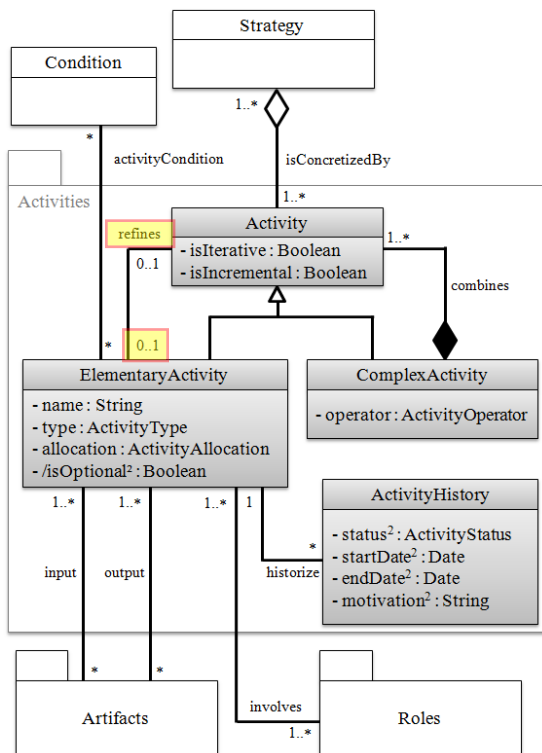 Strategy
Condition
1..*
*
activityCondition
isConcretizedBy
1..*
Activities
Activity
refines
- isIterative : Boolean
- isIncremental : Boolean
1..*
0..1
combines
0..1
*
ElementaryActivity
- name : String
- type : ActivityType
- allocation : ActivityAllocation
- /isOptional² : Boolean
ComplexActivity
- operator : ActivityOperator
1..*
1..*
1..*
1
ActivityHistory
- status² : ActivityStatus
- startDate² : Date
- endDate² : Date
- motivation² : String
*
input
output
historize
*
*
involves
1..*
Artifacts
Roles